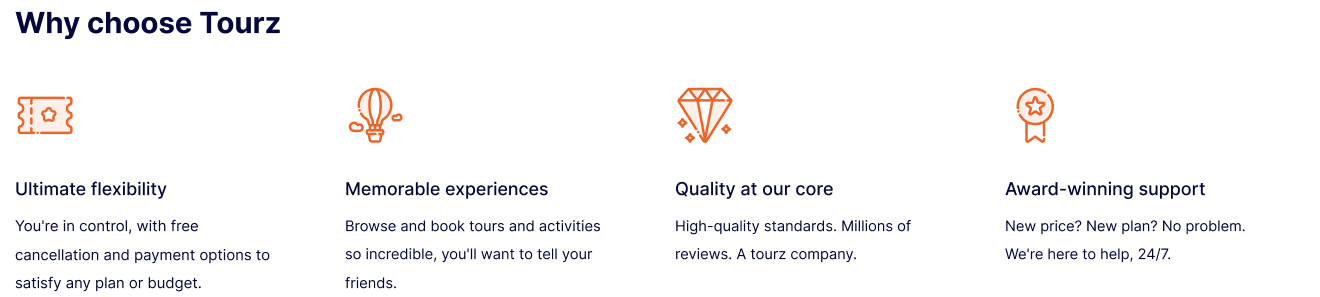 Why choose Tourz
Ultimate flexibility
You're in control, with free
cancellation and payment options to
satisfy any plan or budget.
Memorable experiences
Browse and book tours and activities
so incredible, you'll want to tell your
friends.
Quality at our core
High-quality standards. Millions of
reviews. A tourz company.
Award-winning support
New price? New plan? No problem.
We're here to help, 24/7.